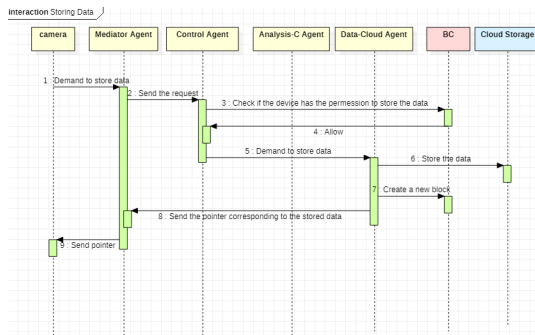 interaction Storing Data
camera
Mediator Agent
Control Agent
Analysis-C Agent
Data-Cloud Agent
BC
Cloud Storage
1 : Demand to store data
2 : Send the request
3 : Check if the device has the permission to store the data
4 : Allow
5 : Demand to store data
6 : Store the data
7 : Create a new block
8 : Send the pointer corresponding to the stored data
9 : Send pointer